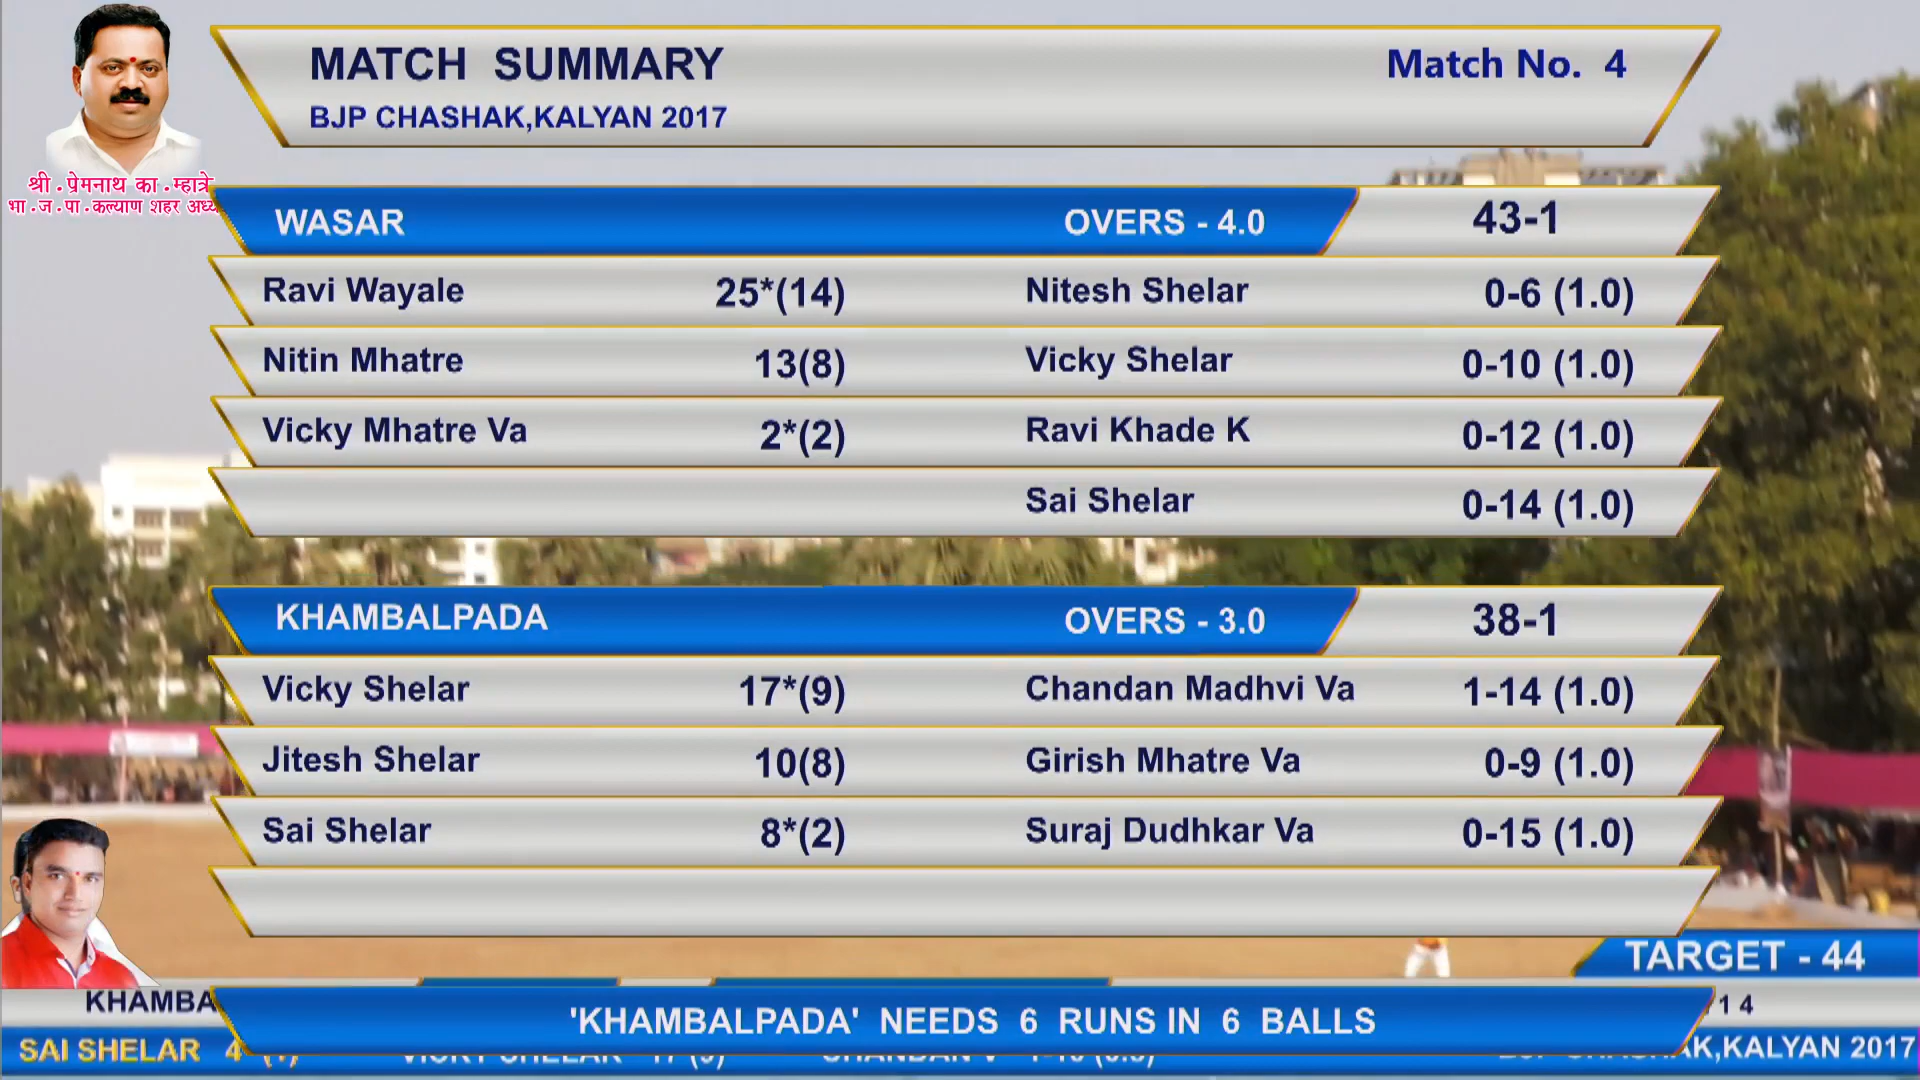 MATCH SUMMARY
Match No. 4
BJP CHASHAK,KALYAN 2017
श्री .प्रेमनाथ का .म्हात्रे
भा .ज .पा .कल्याण शहर
WASAR OVERS - 4.0 43-1
Ravi Wayale 25*(14) Nitesh Shelar 0-6 (1.0)
Nitin Mhatre 13(8) Vicky Shelar 0-10 (1.0)
Vicky Mhatre Va 2*(2) Ravi Khade K 0-12 (1.0)
Sai Shelar 0-14 (1.0)
KHAMBALPADA OVERS - 3.0 38-1
Vicky Shelar 17*(9) Chandan Madhvi Va 1-14 (1.0)
Jitesh Shelar 10(8) Girish Mhatre Va 0-9 (1.0)
Sai Shelar 8*(2) Suraj Dudhkar Va 0-15 (1.0)
TARGET - 44
KHAMBA
1 4
'KHAMBALPADA' NEEDS 6 RUNS IN 6 BALLS
SAI SHELAR 4
K,KALYAN 2017